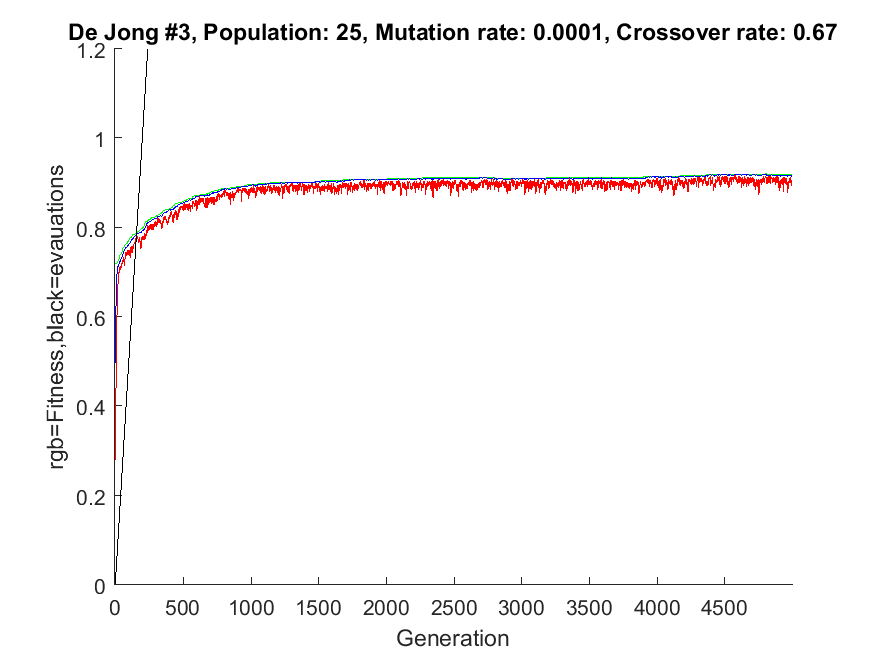 De Jong #3, Population: 25, Mutation rate: 0.0001, Crossover rate: 0.67
1.2
1
0.8
0.6
0.4
0.2
0
rgb=Fitness,black=evauations
0 500 1000 1500 2000 2500 3000 3500 4000 4500
Generation